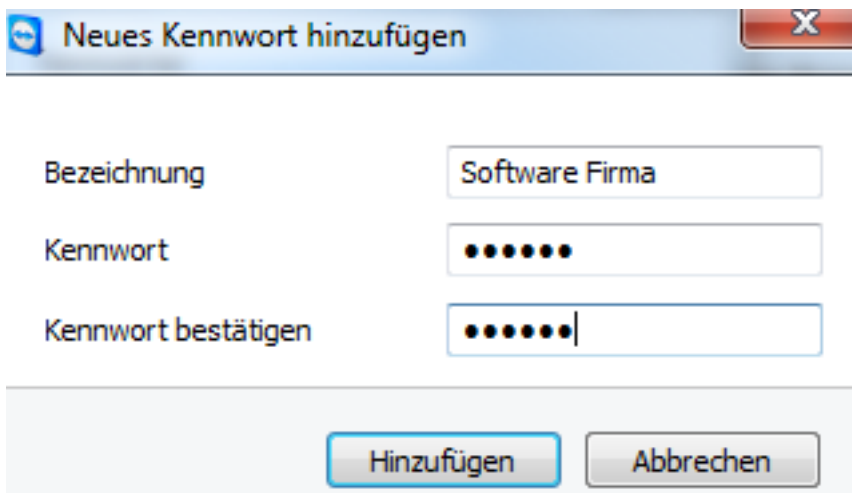 Neues Kennwort hinzufügen
Bezeichnung Software Firma
Kennwort ••••••
Kennwort bestätigen ••••••
Hinzufügen Abbrechen